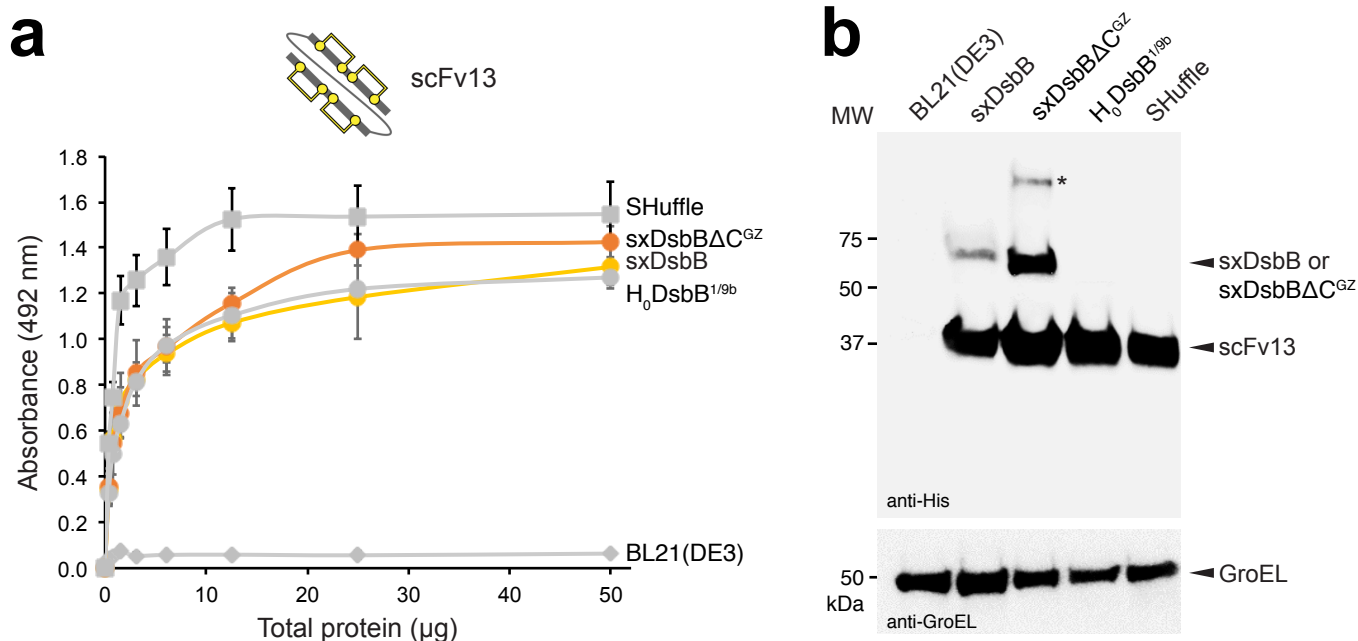 a
scFv13
Absorbance (492 nm)
1.8
1.6
1.4
1.2
1.0
0.8
0.6
0.4
0.2
0.0
0
10
20
30
40
50
Total protein (µg)
SHuffle
sxDsbBΔC^GZ
sxDsbB
H₀DsbB^1/9b
BL21(DE3)
b
MW
BL21(DE3)
sxDsbB
sxDsbBΔC^GZ
H₀DsbB^1/9b
SHuffle
*
75
50
37
sxDsbB or
sxDsbBΔC^GZ
scFv13
anti-His
50
kDa
GroEL
anti-GroEL